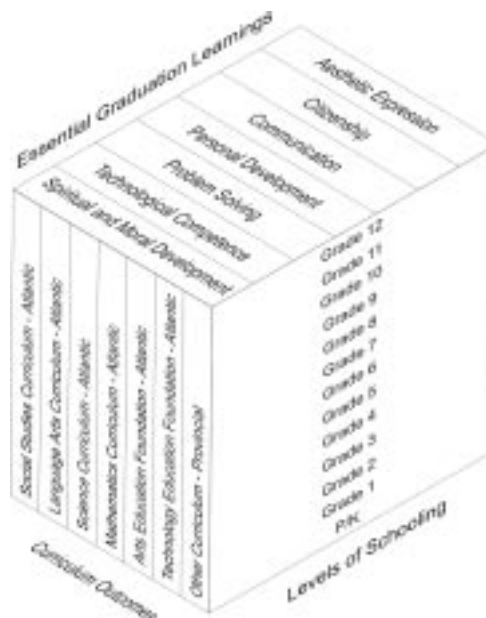 Essential Graduation Learnings
Aesthetic Expression
Citizenship
Communication
Personal Development
Problem Solving
Technological Competence
Spiritual and Moral Development
Social Studies Curriculum - Atlantic
Language Arts Curriculum - Atlantic
Science Curriculum - Atlantic
Mathematics Curriculum - Atlantic
Arts Education Foundation - Atlantic
Technology Education Foundation - Atlantic
Other Curriculum - Provincial
Grade 12
Grade 11
Grade 10
Grade 9
Grade 8
Grade 7
Grade 6
Grade 5
Grade 4
Grade 3
Grade 2
Grade 1
P/K
Curriculum Outcomes
Levels of Schooling